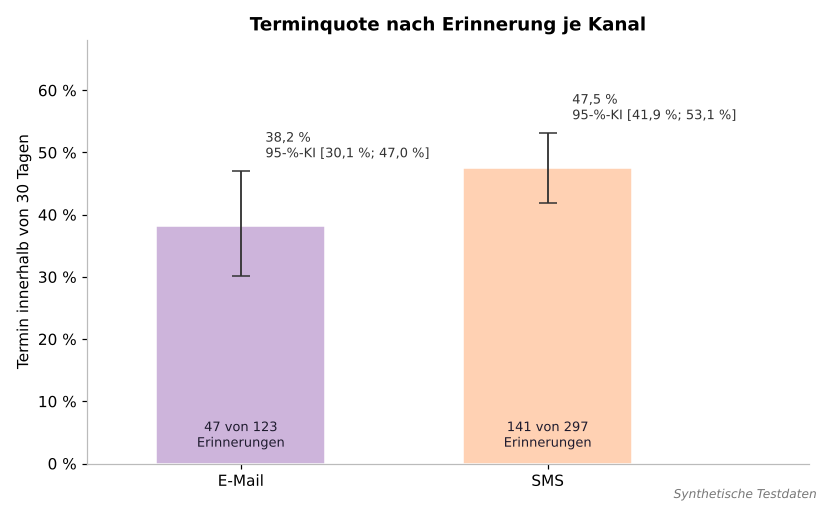 Terminquote nach Erinnerung je Kanal
Termin innerhalb von 30 Tagen
60 %
50 %
40 %
30 %
20 %
10 %
0 %
38,2 %
95-%-KI [30,1 %; 47,0 %]
47,5 %
95-%-KI [41,9 %; 53,1 %]
47 von 123
Erinnerungen
141 von 297
Erinnerungen
E-Mail
SMS
Synthetische Testdaten